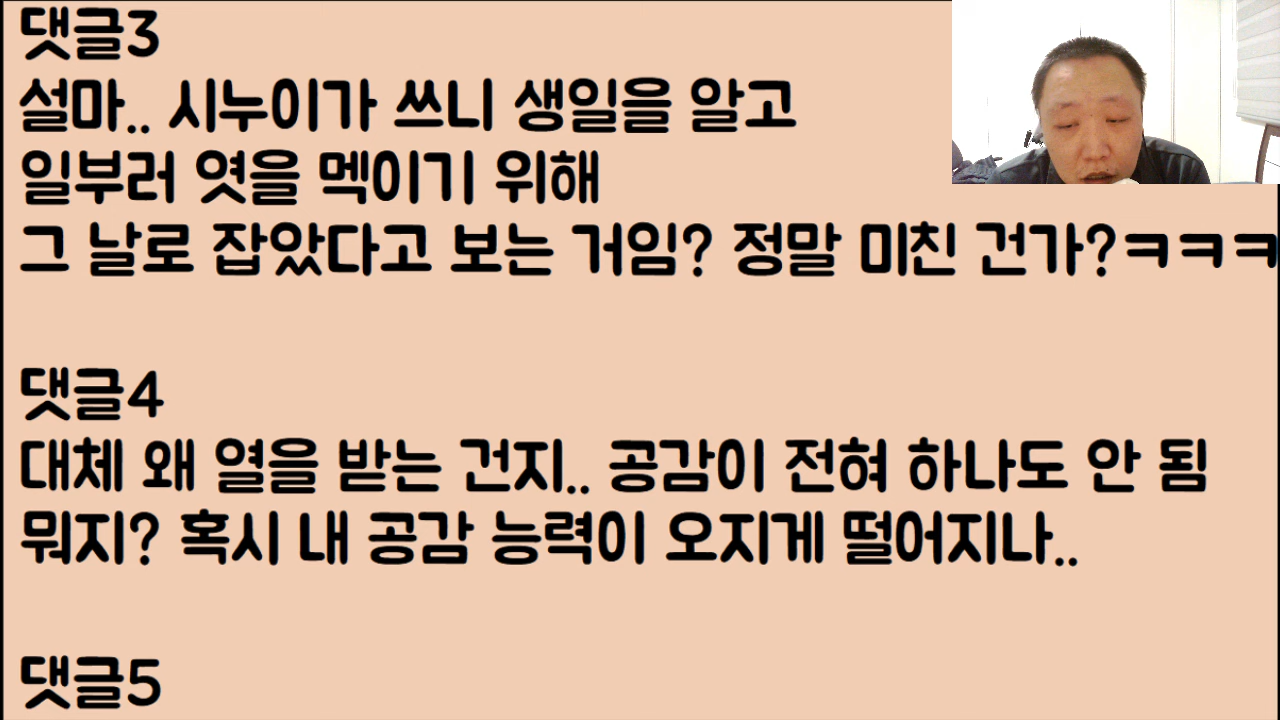 댓글3
설마.. 시누이가 쓰니 생일을 알고
일부러 엿을 멕이기 위해
그 날로 잡았다고 보는 거임? 정말 미친 건가?ㅋㅋㅋ
댓글4
대체 왜 열을 받는 건지.. 공감이 전혀 하나도 안 됨
뭐지? 혹시 내 공감 능력이 오지게 떨어지나..
댓글5